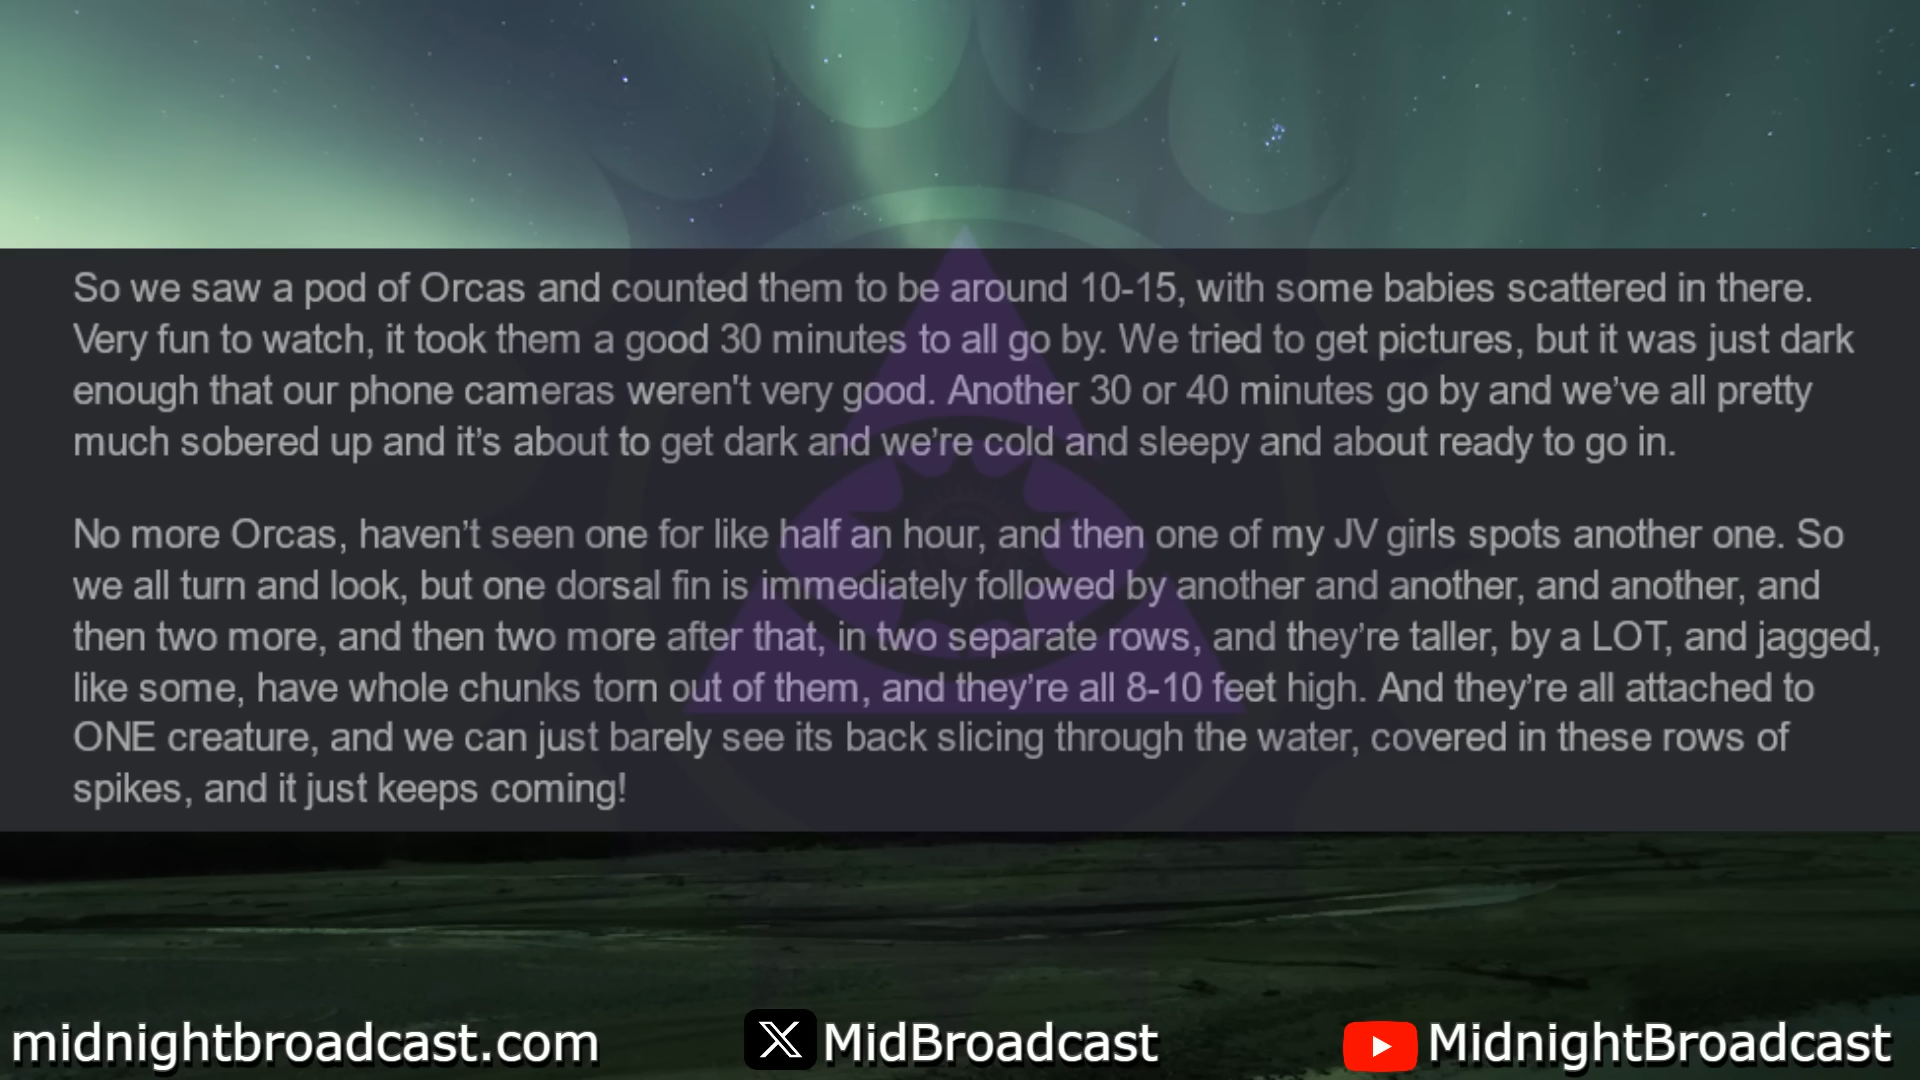 So we saw a pod of Orcas and counted them to be around 10-15, with some babies scattered in there.
Very fun to watch, it took them a good 30 minutes to all go by. We tried to get pictures, but it was just dark
enough that our phone cameras weren't very good. Another 30 or 40 minutes go by and we’ve all pretty
much sobered up and it’s about to get dark and we’re cold and sleepy and about ready to go in.
No more Orcas, haven’t seen one for like half an hour, and then one of my JV girls spots another one. So
we all turn and look, but one dorsal fin is immediately followed by another and another, and another, and
then two more, and then two more after that, in two separate rows, and they’re taller, by a LOT, and jagged,
like some, have whole chunks torn out of them, and they’re all 8-10 feet high. And they’re all attached to
ONE creature, and we can just barely see its back slicing through the water, covered in these rows of
spikes, and it just keeps coming!
midnightbroadcast.com MidBroadcast MidnightBroadcast